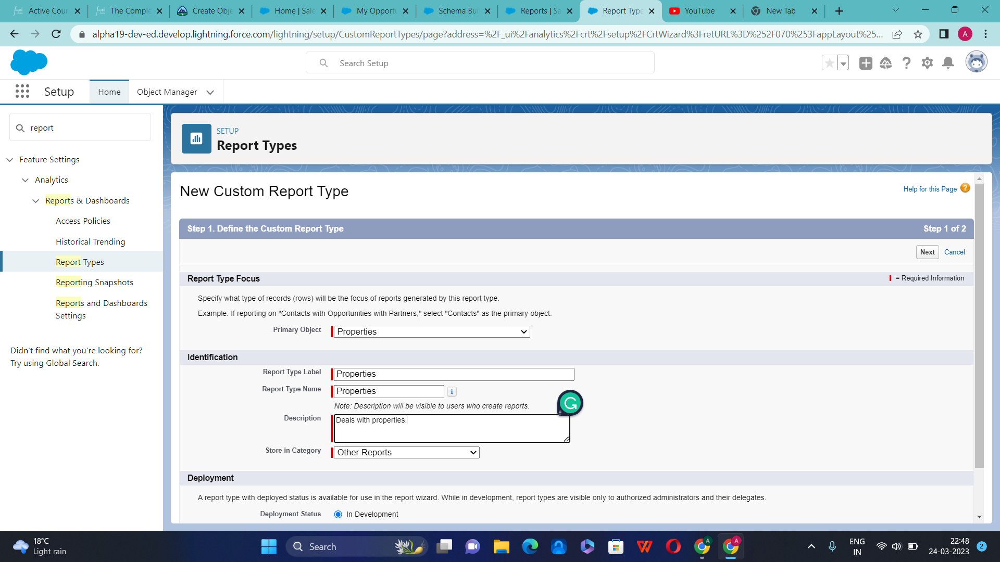 Active Cour
The Comple
Create Obje
Home | Sale
My Opportu
Schema Bui
Reports | Sa
Report Type
YouTube
New Tab
alpha19-dev-ed.develop.lightning.force.com/lightning/setup/CustomReportTypes/page?address=%2F_ui%2Fanalytics%2Fcrt%2Fsetup%2FCrtWizard%3FretURL%3D%252F070%253FappLayout%25...
A
Search Setup
Setup
Home
Object Manager
report
Feature Settings
Analytics
Reports & Dashboards
Access Policies
Historical Trending
Report Types
Reporting Snapshots
Reports and Dashboards
Settings
Didn't find what you're looking for?
Try using Global Search.
SETUP
Report Types
New Custom Report Type
Help for this Page ?
Step 1. Define the Custom Report Type
Step 1 of 2
Next
Cancel
Report Type Focus
= Required Information
Specify what type of records (rows) will be the focus of reports generated by this report type.
Example: If reporting on "Contacts with Opportunities with Partners," select "Contacts" as the primary object.
Primary Object
Properties
Identification
Report Type Label
Properties
Report Type Name
Properties
i
Note: Description will be visible to users who create reports.
Description
Deals with properties.
Store in Category
Other Reports
Deployment
A report type with deployed status is available for use in the report wizard. While in development, report types are visible only to authorized administrators and their delegates.
Deployment Status
In Development
18°C
Light rain
Search
A
A
ENG
IN
22:48
24-03-2023
2